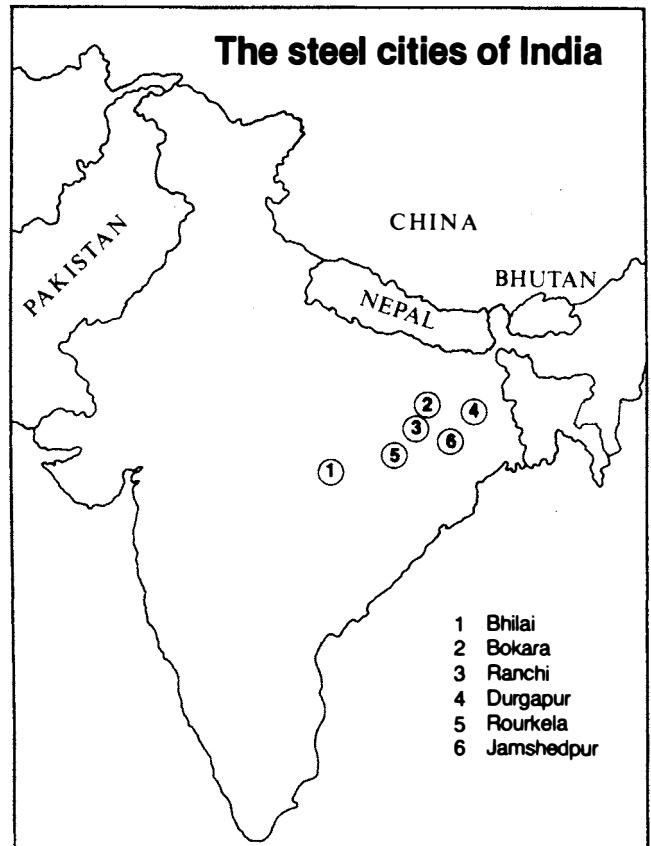 The steel cities of India
CHINA
PAKISTAN
BHUTAN
NEPAL
2
4
3
6
5
1
1 Bhilai
2 Bokara
3 Ranchi
4 Durgapur
5 Rourkela
6 Jamshedpur